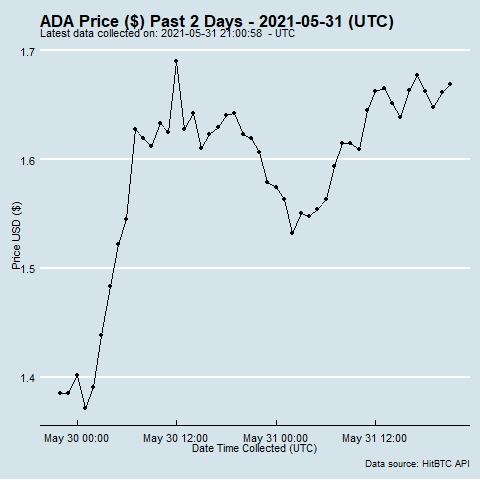 ADA Price ($) Past 2 Days - 2021-05-31 (UTC)
Latest data collected on: 2021-05-31 21:00:58 - UTC
1.7
1.6
1.5
1.4
Price USD ($)
May 30 00:00 May 30 12:00 May 31 00:00 May 31 12:00
Date Time Collected (UTC)
Data source: HitBTC API